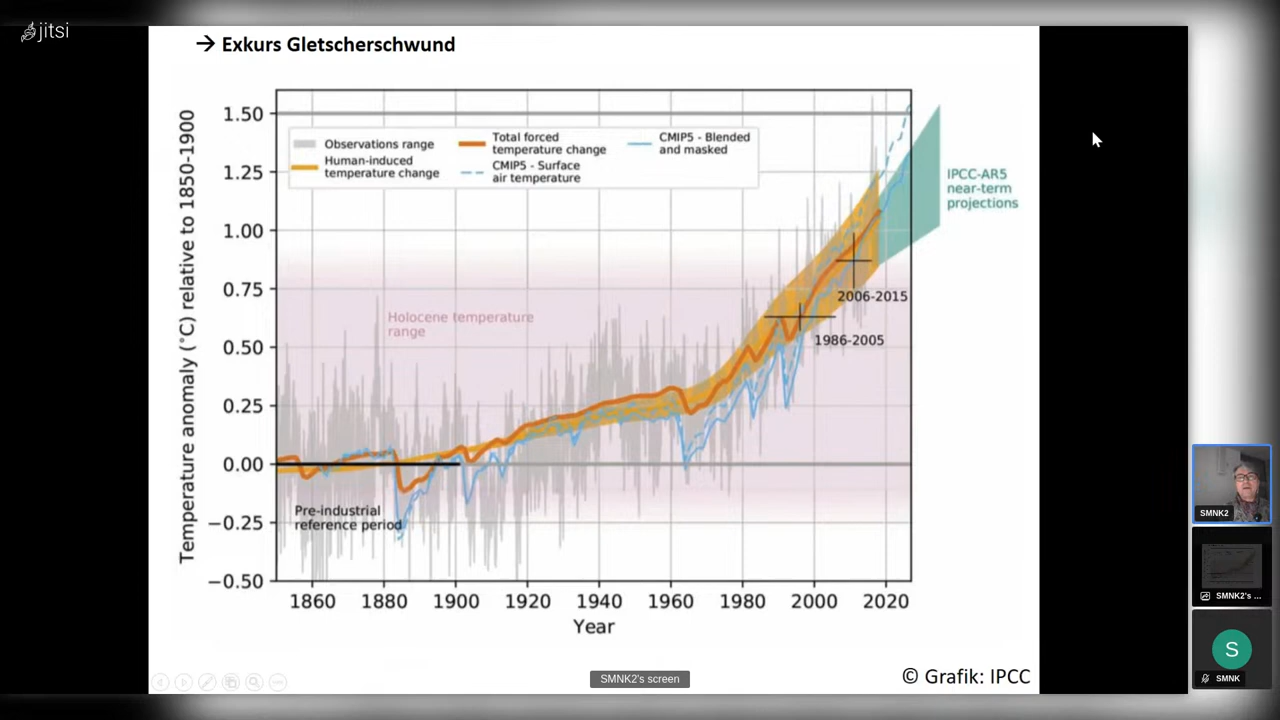 jitsi
→ Exkurs Gletscherschwund
Temperature anomaly (°C) relative to 1850-1900
1.50
1.25
1.00
0.75
0.50
0.25
0.00
−0.25
−0.50
Observations range
Human-induced
temperature change
Total forced
temperature change
CMIP5 - Surface
air temperature
CMIP5 - Blended
and masked
IPCC-AR5
near-term
projections
Holocene temperature
range
2006-2015
1986-2005
Pre-industrial
reference period
1860 1880 1900 1920 1940 1960 1980 2000 2020
Year
© Grafik: IPCC
SMNK2's screen
SMNK2
SMNK2's ...
S
SMNK